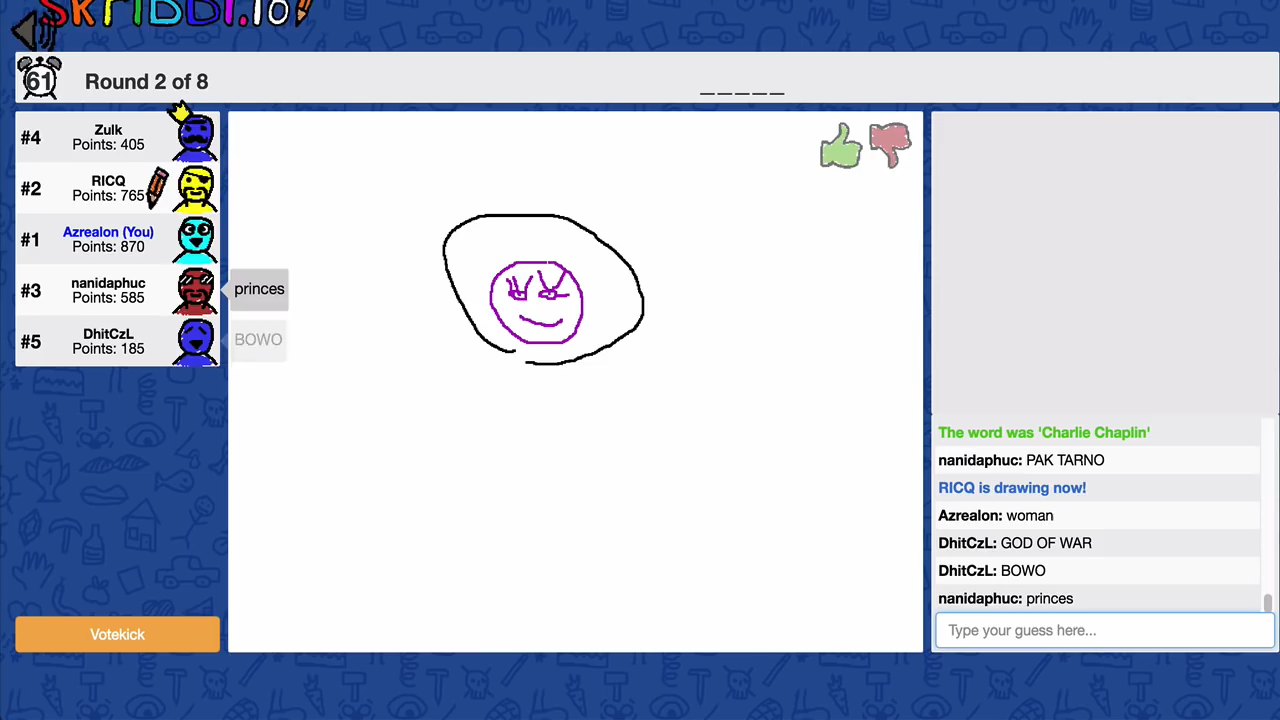 skribbl.io
61
Round 2 of 8
_____
#4
Zulk
Points: 405
#2
RICQ
Points: 765
#1
Azrealon (You)
Points: 870
#3
nanidaphuc
Points: 585
princes
#5
DhitCzL
Points: 185
BOWO
The word was 'Charlie Chaplin'
nanidaphuc: PAK TARNO
RICQ is drawing now!
Azrealon: woman
DhitCzL: GOD OF WAR
DhitCzL: BOWO
nanidaphuc: princes
Type your guess here...
Votekick